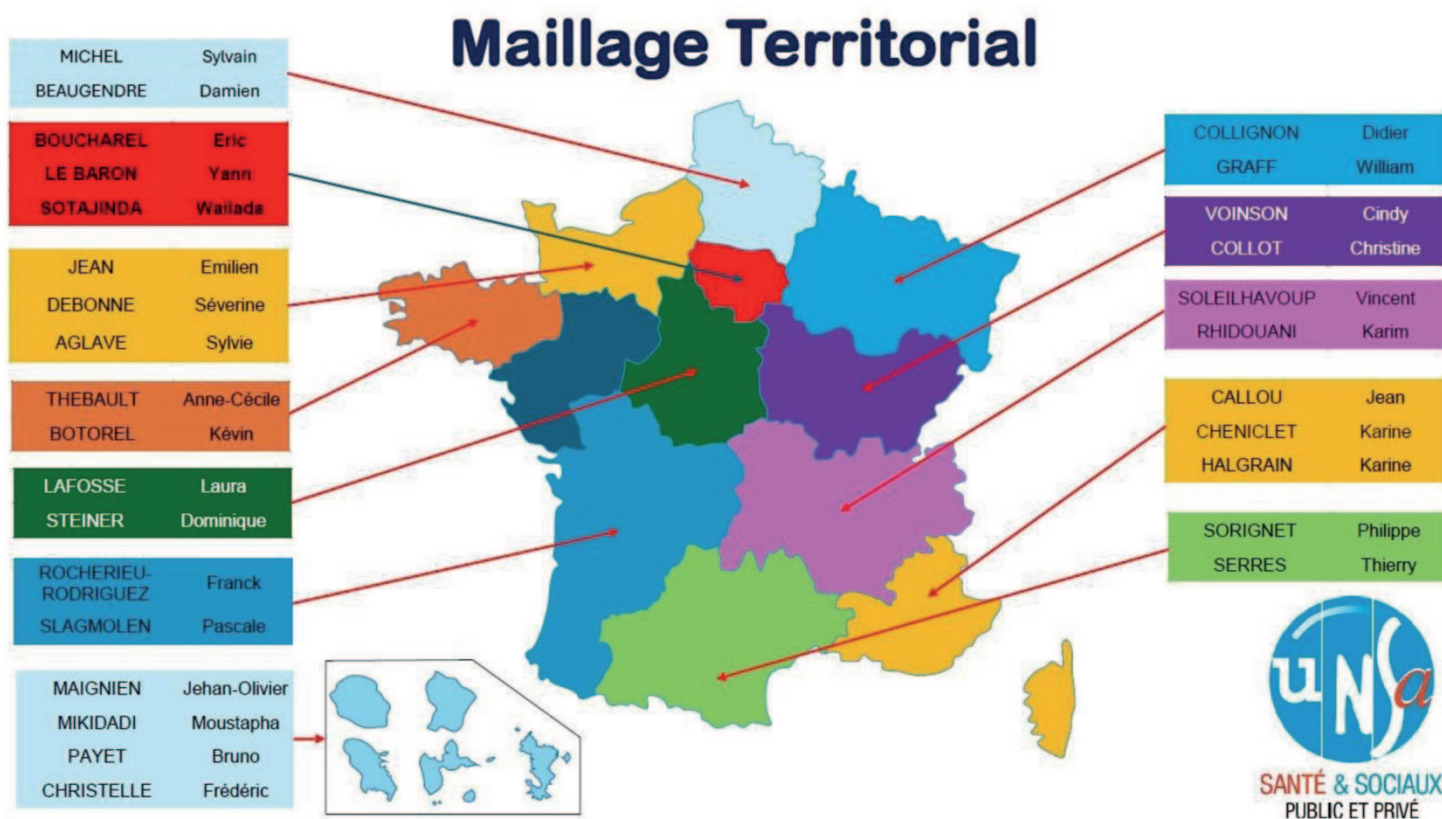 Maillage Territorial
MICHEL Sylvain
BEAUGENDRE Damien
BOUCHAREL Eric
LE BARON Yann
SOTAJINDA Wailada
JEAN Emilien
DEBONNE Séverine
AGLAVE Sylvie
THEBAULT Anne-Cécile
BOTOREL Kévin
LAFOSSE Laura
STEINER Dominique
ROCHERIEU-
RODRIGUEZ Franck
SLAGMOLEN Pascale
MAIGNIEN Jehan-Olivier
MIKIDADI Moustapha
PAYET Bruno
CHRISTELLE Frédéric
COLLIGNON Didier
GRAFF William
VOINSON Cindy
COLLOT Christine
SOLEILHAVOUP Vincent
RHIDOUANI Karim
CALLOU Jean
CHENICLET Karine
HALGRAIN Karine
SORIGNET Philippe
SERRES Thierry
UNSa
SANTÉ & SOCIAUX
PUBLIC ET PRIVÉ